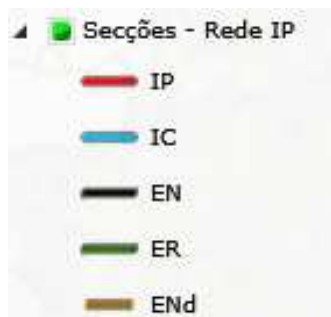 Secções - Rede IP
IP
IC
EN
ER
ENd